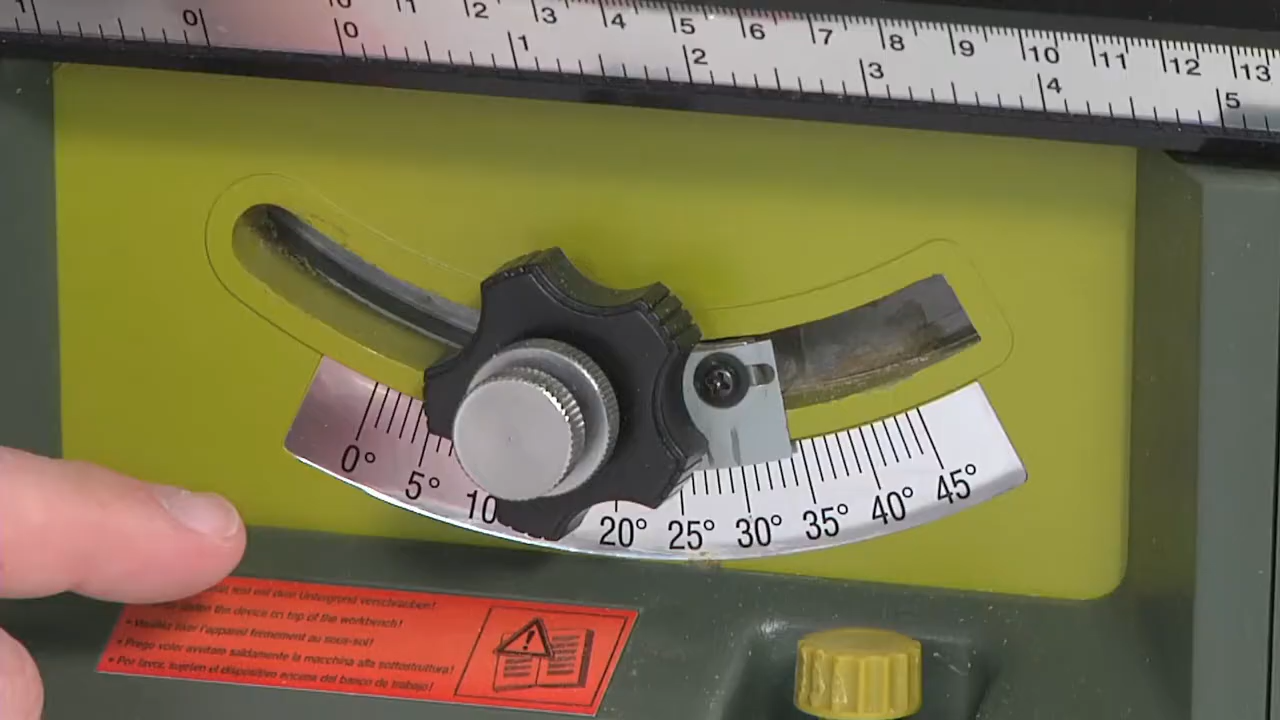 1 0 0 1 2 3 4 5 6 7 8 9 10 11 12 13
0 1 2 3 4 5
0° 5° 10 20° 25° 30° 35° 40° 45°
fest mit dem Untergrund verschrauben!
the device on top of the workbench!
fixer l'appareil fermement au sous-sol!
• Prego voler avvitare saldamente la macchina alla sottostruttura!
• Por favor, sujeten el dispositivo encima del banco de trabajo!